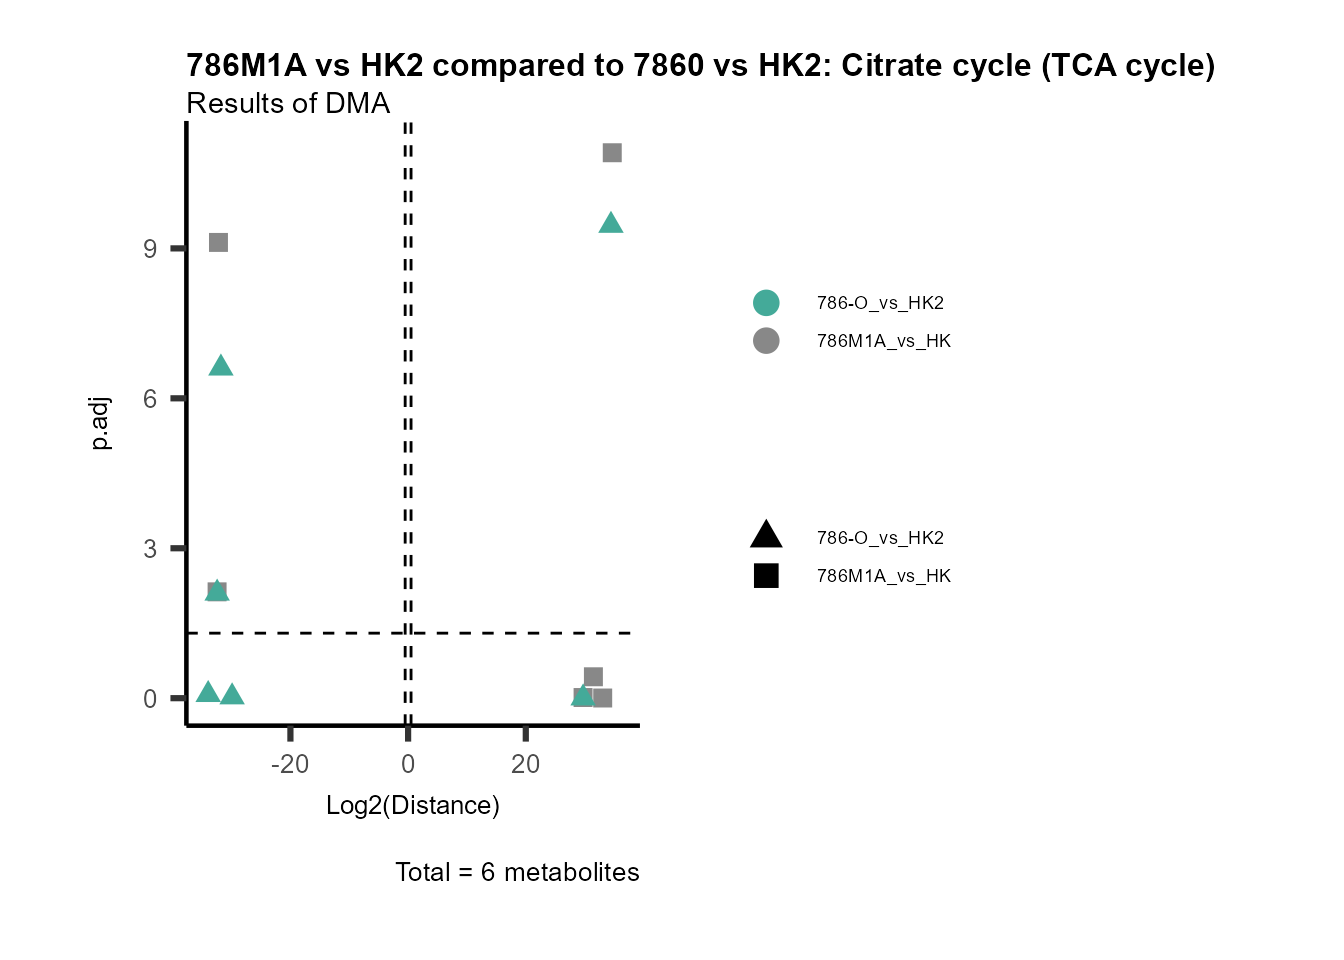 786M1A vs HK2 compared to 7860 vs HK2: Citrate cycle (TCA cycle)
Results of DMA
9
6
3
0
p.adj
-20 0 20
Log2(Distance)
Total = 6 metabolites
786-O_vs_HK2
786M1A_vs_HK
786-O_vs_HK2
786M1A_vs_HK